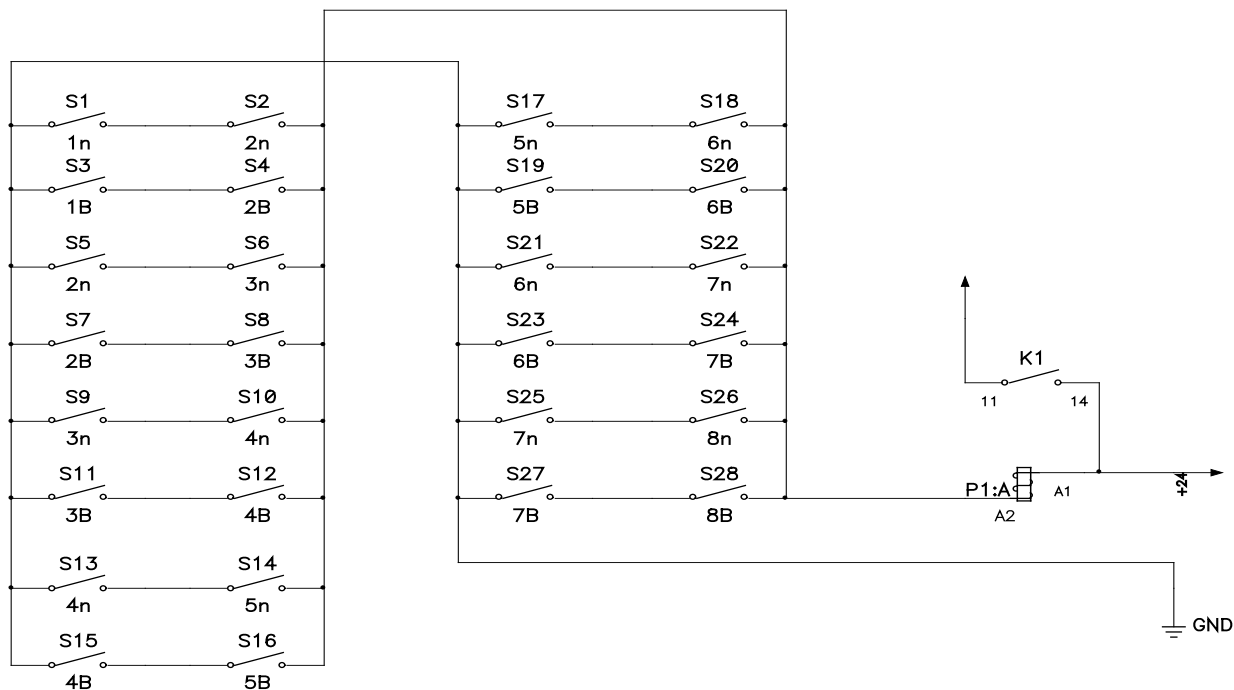 S1 S2 S17 S18
1n 2n 5n 6n
S3 S4 S19 S20
1B 2B 5B 6B
S5 S6 S21 S22
2n 3n 6n 7n
S7 S8 S23 S24
2B 3B 6B 7B
K1
11 14
S9 S10 S25 S26
3n 4n 7n 8n
S11 S12 S27 S28
+24
P1:A A1
A2
3B 4B 7B 8B
S13 S14
4n 5n
GND
S15 S16
4B 5B